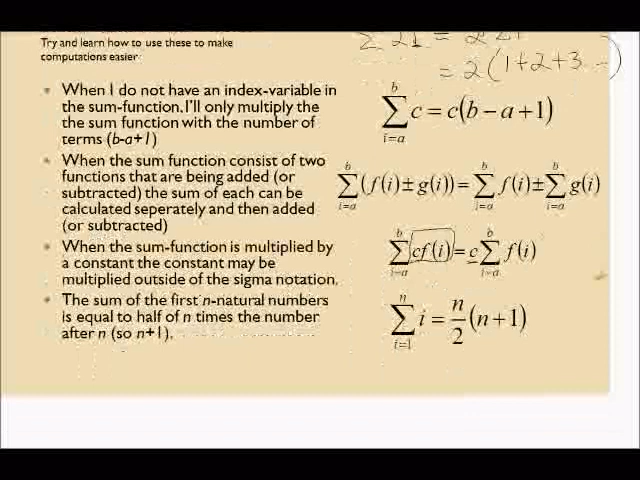 Try and learn how to use these to make
computations easier
∑ 2i = 2 ∑
= 2(1+2+3
• When I do not have an index-variable in
the sum-function, I'll only multiply the
the sum function with the number of
terms (b-a+1)
∑_{i=a}^{b} c = c(b − a + 1)
• When the sum function consist of two
functions that are being added (or
subtracted) the sum of each can be
calculated seperately and then added
(or subtracted)
∑_{i=a}^{b} (f(i) ± g(i)) = ∑_{i=a}^{b} f(i) ± ∑_{i=a}^{b} g(i)
• When the sum-function is multiplied by
a constant the constant may be
multiplied outside of the sigma notation.
∑_{i=a}^{b} cf(i) = c ∑_{i=a}^{b} f(i)
• The sum of the first n-natural numbers
is equal to half of n times the number
after n (so n+1).
∑_{i=1}^{n} i = n/2 (n + 1)